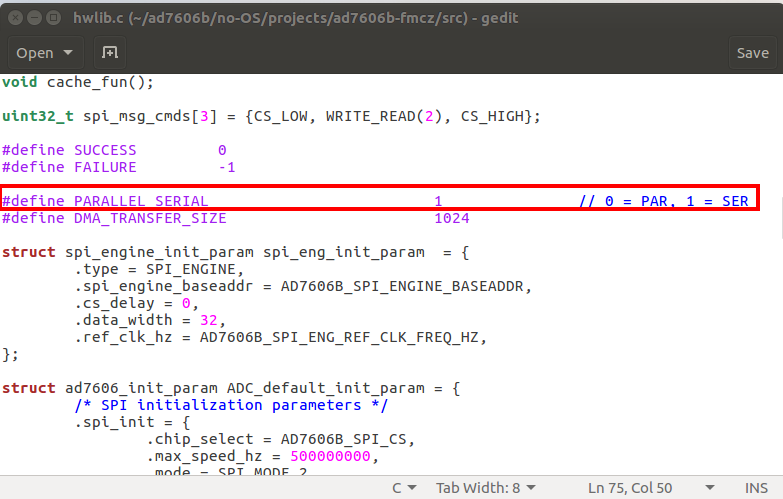 hwlib.c (~/ad7606b/no-OS/projects/ad7606b-fmcz/src) - gedit
Open Save
void cache_fun();
uint32_t spi_msg_cmds[3] = {CS_LOW, WRITE_READ(2), CS_HIGH};
#define SUCCESS 0
#define FAILURE -1
#define PARALLEL_SERIAL 1 // 0 = PAR, 1 = SER
#define DMA_TRANSFER_SIZE 1024
struct spi_engine_init_param spi_eng_init_param = {
.type = SPI_ENGINE,
.spi_engine_baseaddr = AD7606B_SPI_ENGINE_BASEADDR,
.cs_delay = 0,
.data_width = 32,
.ref_clk_hz = AD7606B_SPI_ENG_REF_CLK_FREQ_HZ,
};
struct ad7606_init_param ADC_default_init_param = {
/* SPI initialization parameters */
.spi_init = {
.chip_select = AD7606B_SPI_CS,
.max_speed_hz = 500000000,
.mode = SPI_MODE_2
C Tab Width: 8 Ln 75, Col 50 INS